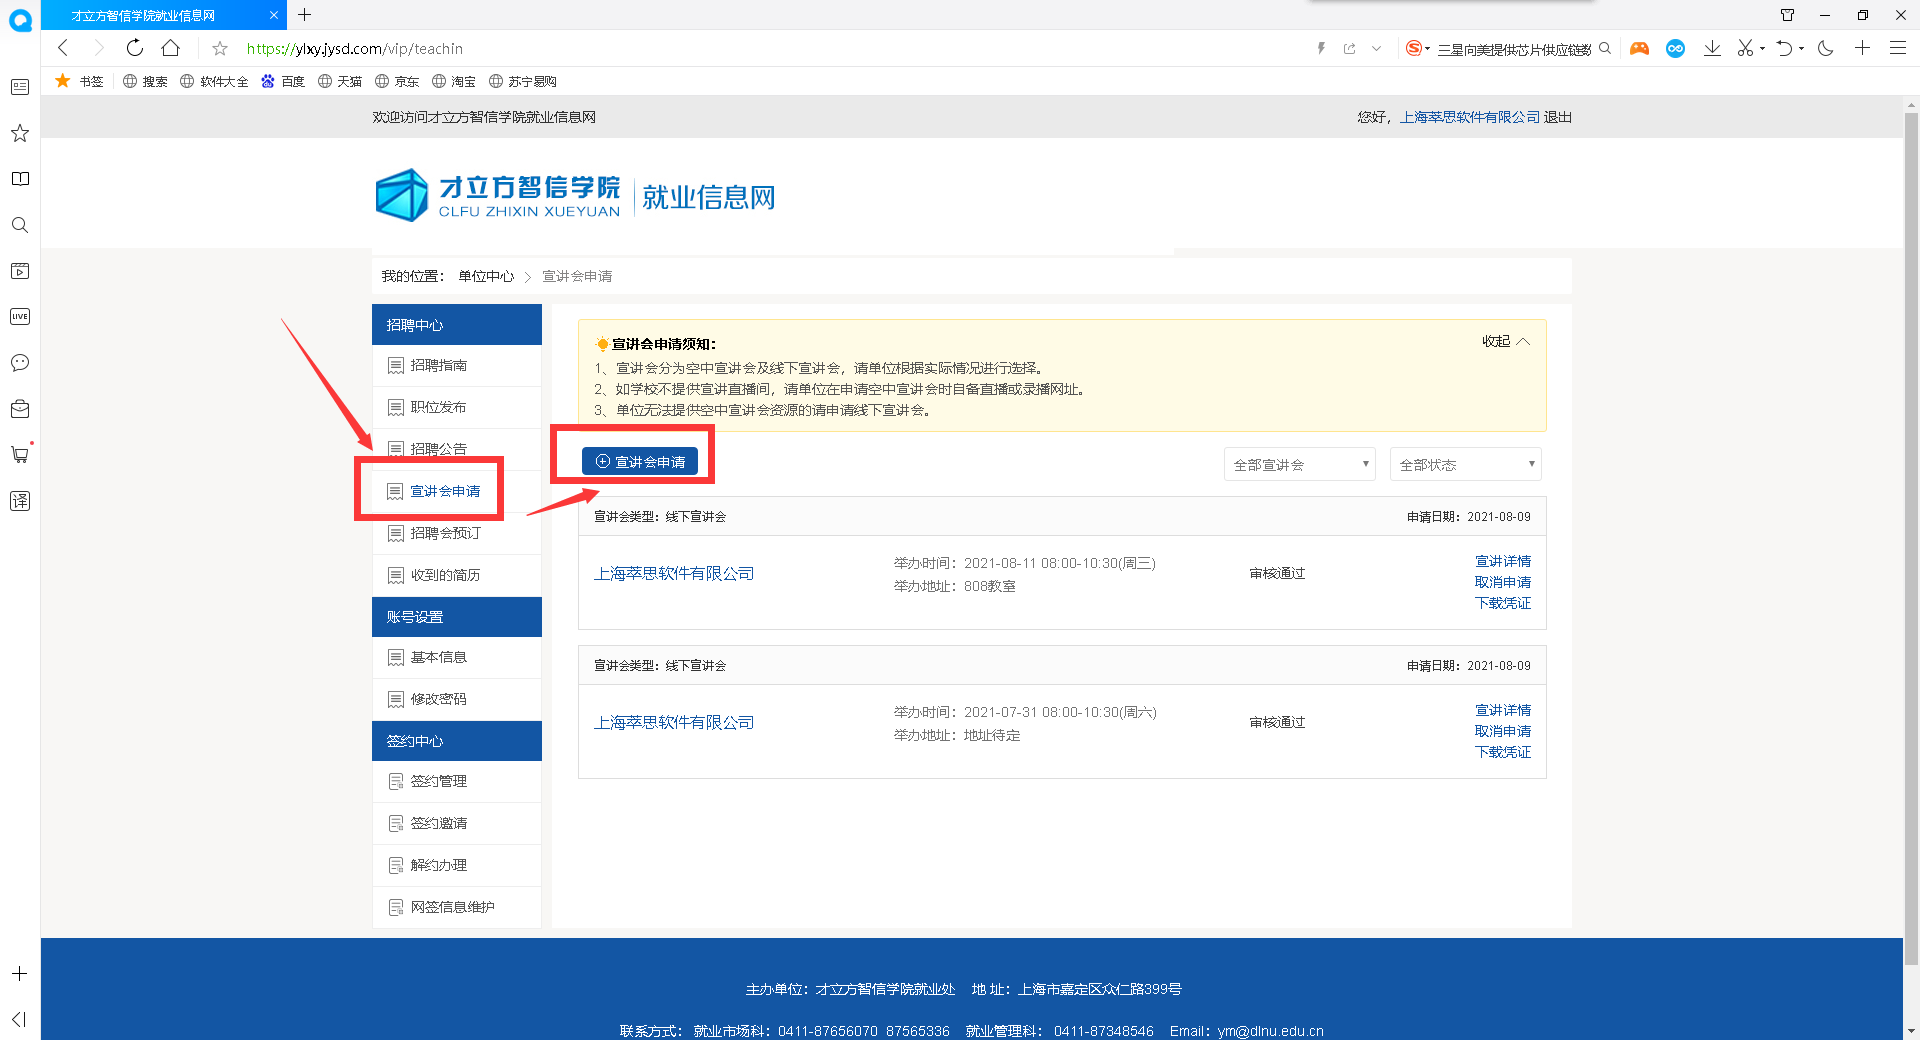 才立方智信学院就业信息网
https://ylxy.jysd.com/vip/teachin
三星向美提供芯片供应链数
书签 搜索 软件大全 百度 天猫 京东 淘宝 苏宁易购
欢迎访问才立方智信学院就业信息网
您好，上海萃思软件有限公司 退出
才立方智信学院 就业信息网
CLFU ZHIXIN XUEYUAN
我的位置： 单位中心 > 宣讲会申请
LIVE
译
招聘中心
招聘指南
职位发布
招聘公告
宣讲会申请
招聘会预订
收到的简历
账号设置
基本信息
修改密码
签约中心
签约管理
签约邀请
解约办理
网签信息维护
宣讲会申请须知：
收起
1、宣讲会分为空中宣讲会及线下宣讲会，请单位根据实际情况进行选择。
2、如学校不提供宣讲直播间，请单位在申请空中宣讲会时自备直播或录播网址。
3、单位无法提供空中宣讲会资源的请申请线下宣讲会。
宣讲会申请
全部宣讲会
全部状态
宣讲会类型：线下宣讲会
申请日期：2021-08-09
上海萃思软件有限公司
举办时间：2021-08-11 08:00-10:30(周三)
举办地址：808教室
审核通过
宣讲详情
取消申请
下载凭证
宣讲会类型：线下宣讲会
申请日期：2021-08-09
上海萃思软件有限公司
举办时间：2021-07-31 08:00-10:30(周六)
举办地址：地址待定
审核通过
宣讲详情
取消申请
下载凭证
主办单位：才立方智信学院就业处 地 址：上海市嘉定区众仁路399号
联系方式： 就业市场科：0411-87656070 87565336 就业管理科： 0411-87348546 Email：ym@dlnu.edu.cn